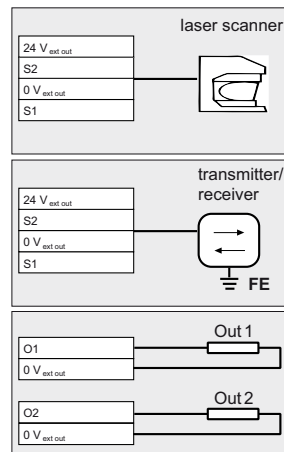 laser scanner
24 V ext out
S2
0 V ext out
S1
transmitter/
receiver
24 V ext out
S2
0 V ext out
S1
FE
Out 1
O1
0 V ext out
Out 2
O2
0 V ext out